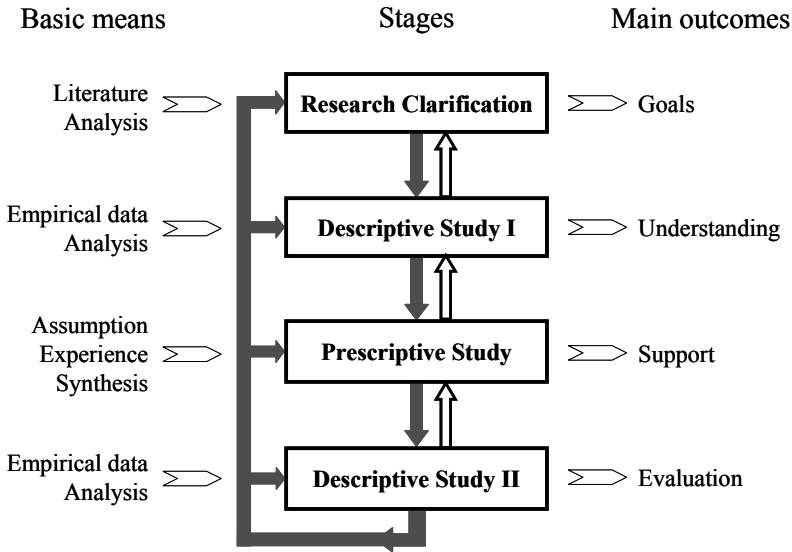 Basic means
Stages
Main outcomes
Literature
Analysis
Research Clarification
Goals
Empirical data
Analysis
Descriptive Study I
Understanding
Assumption
Experience
Synthesis
Prescriptive Study
Support
Empirical data
Analysis
Descriptive Study II
Evaluation